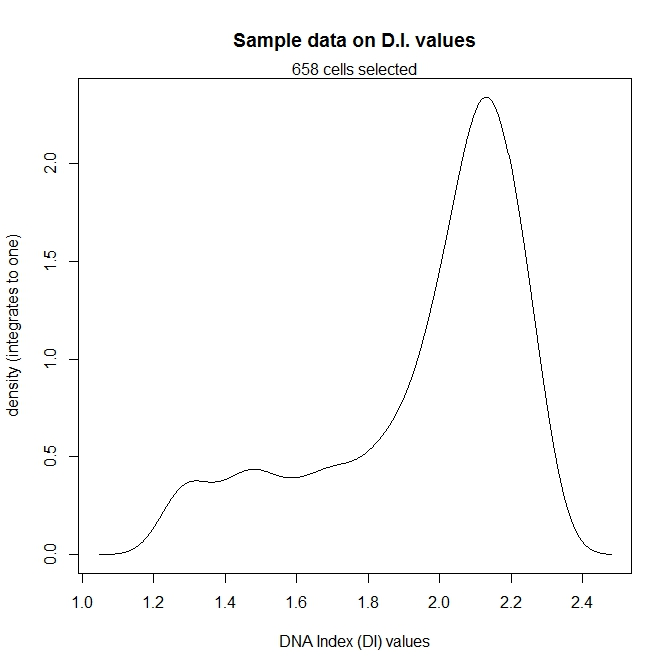 Sample data on D.I. values
658 cells selected
density (integrates to one)
2.0
1.5
1.0
0.5
0.0
1.0 1.2 1.4 1.6 1.8 2.0 2.2 2.4
DNA Index (DI) values